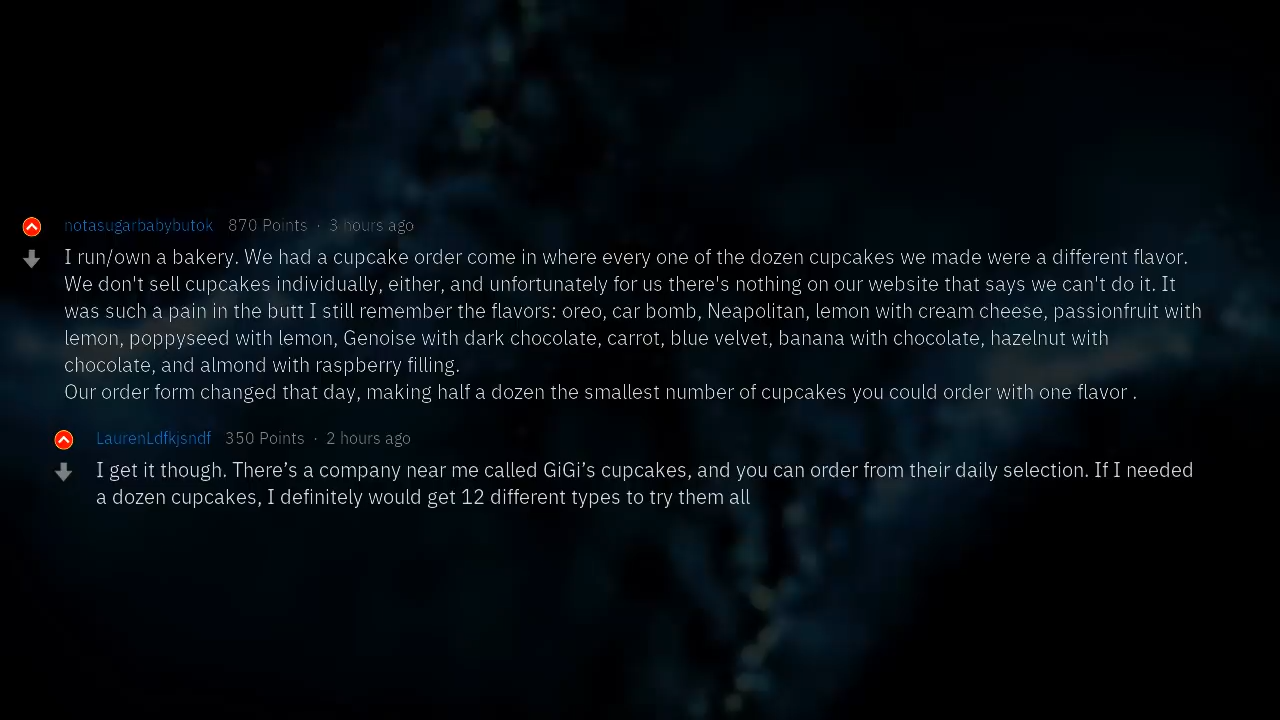 notasugarbabybutok 870 Points · 3 hours ago
I run/own a bakery. We had a cupcake order come in where every one of the dozen cupcakes we made were a different flavor.
We don't sell cupcakes individually, either, and unfortunately for us there's nothing on our website that says we can't do it. It
was such a pain in the butt I still remember the flavors: oreo, car bomb, Neapolitan, lemon with cream cheese, passionfruit with
lemon, poppyseed with lemon, Genoise with dark chocolate, carrot, blue velvet, banana with chocolate, hazelnut with
chocolate, and almond with raspberry filling.
Our order form changed that day, making half a dozen the smallest number of cupcakes you could order with one flavor .
LaurenLdfkjsndf 350 Points · 2 hours ago
I get it though. There’s a company near me called GiGi’s cupcakes, and you can order from their daily selection. If I needed
a dozen cupcakes, I definitely would get 12 different types to try them all